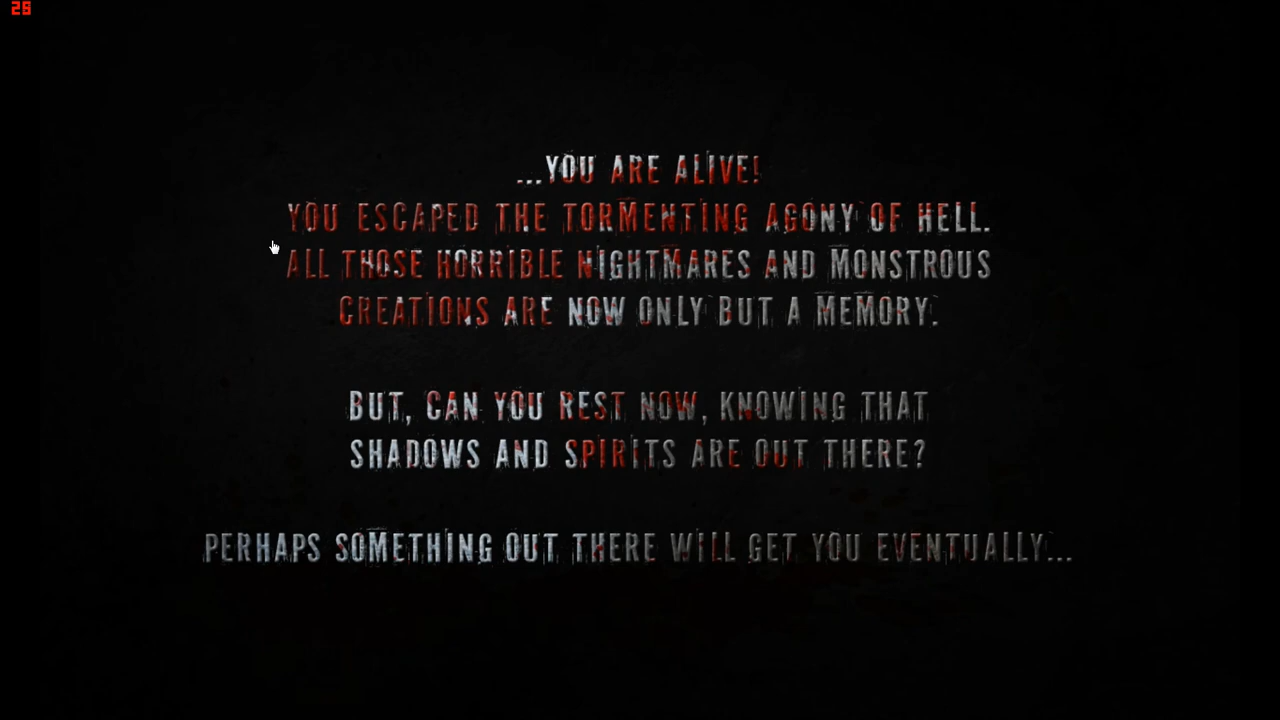 28
...YOU ARE ALIVE!
YOU ESCAPED THE TORMENTING AGONY OF HELL.
ALL THOSE HORRIBLE NIGHTMARES AND MONSTROUS
CREATIONS ARE NOW ONLY BUT A MEMORY.
BUT, CAN YOU REST NOW, KNOWING THAT
SHADOWS AND SPIRITS ARE OUT THERE?
PERHAPS SOMETHING OUT THERE WILL GET YOU EVENTUALLY...